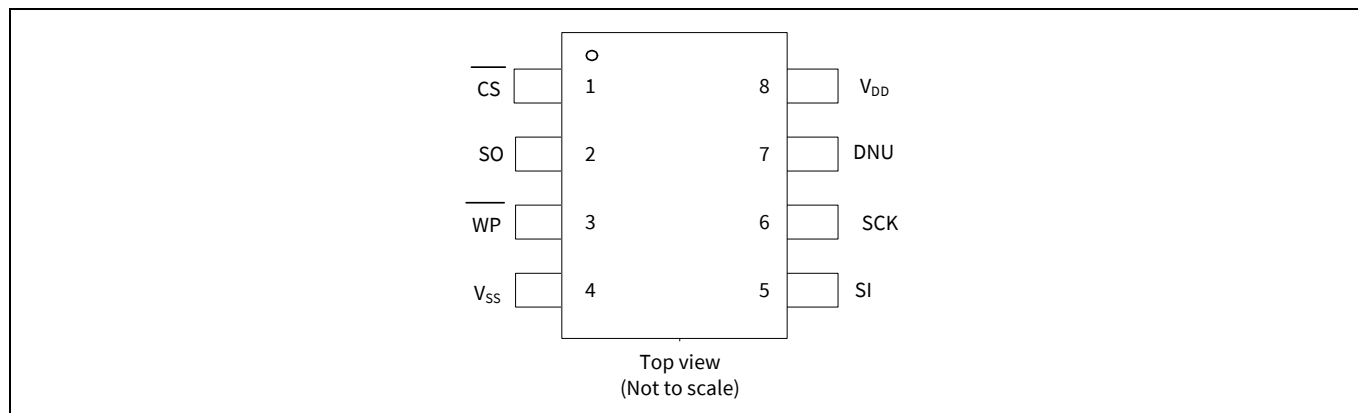 CS 1 8 VDD
SO 2 7 DNU
WP 3 6 SCK
VSS 4 5 SI
Top view
(Not to scale)